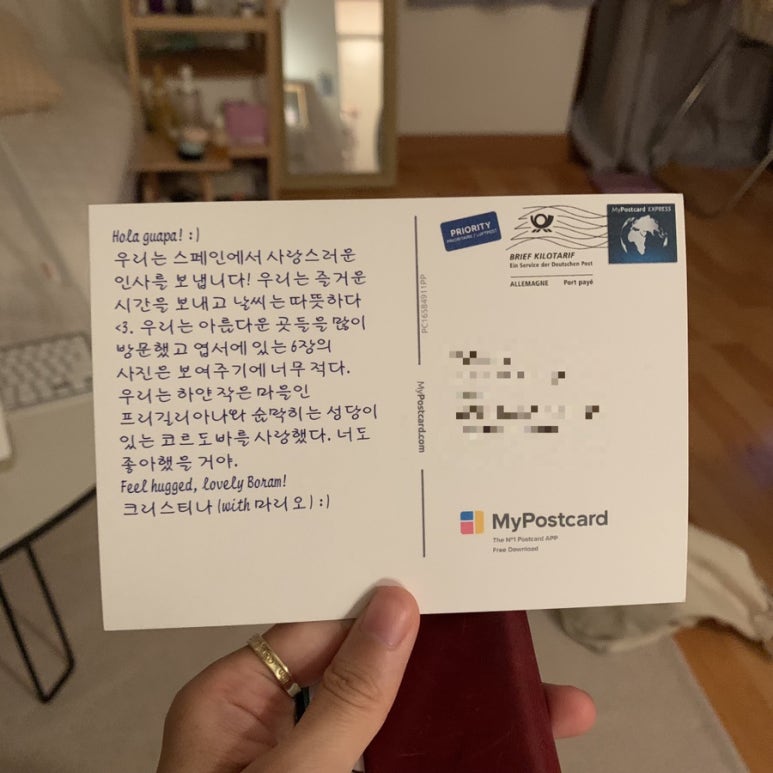 Hola guapa! :)
우리는 스페인에서 사랑스러운
인사를 보냅니다! 우리는 즐거운
시간을 보내고 날씨는 따뜻하다
<3. 우리는 아름다운 곳들을 많이
방문했고 엽서에 있는 6장의
사진은 보여주기에 너무 적다.
우리는 하얀 작은 마을인
프리길리아나와 숨막히는 성당이
있는 코르도바를 사랑했다. 너도
좋아했을 거야.
Feel hugged, lovely Boram!
크리스티나 (with 마리오) :)
PC16584911PP
MyPostcard.com
PRIORITY
PRIORITAIRE / LUFTPOST
BRIEF KILOTARIF
Ein Service der Deutschen Post
ALLEMAGNE Port payé
MyPostcard EXPRESS
MyPostcard
The N°1 Postcard APP
Free Download